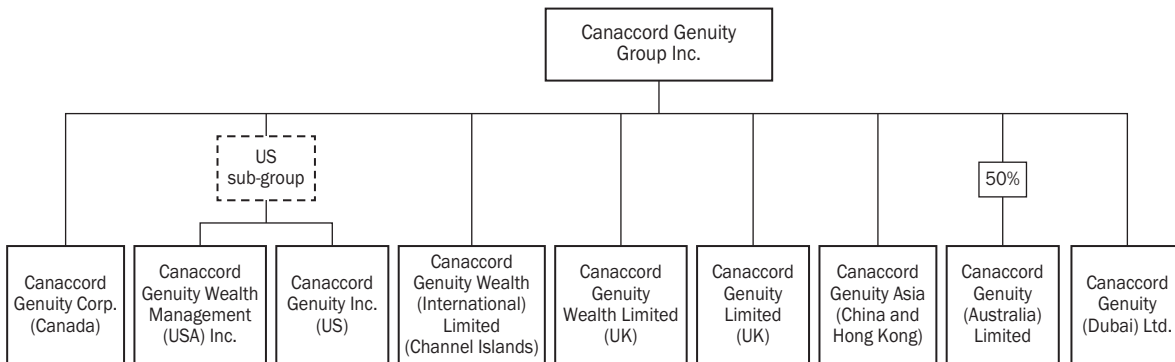 Canaccord Genuity
Group Inc.
US
sub-group
50%
Canaccord
Genuity Corp.
(Canada)
Canaccord
Genuity Wealth
Management
(USA) Inc.
Canaccord
Genuity Inc.
(US)
Canaccord
Genuity Wealth
(International)
Limited
(Channel Islands)
Canaccord
Genuity
Wealth Limited
(UK)
Canaccord
Genuity
Limited
(UK)
Canaccord
Genuity Asia
(China and
Hong Kong)
Canaccord
Genuity
(Australia)
Limited
Canaccord
Genuity
(Dubai) Ltd.